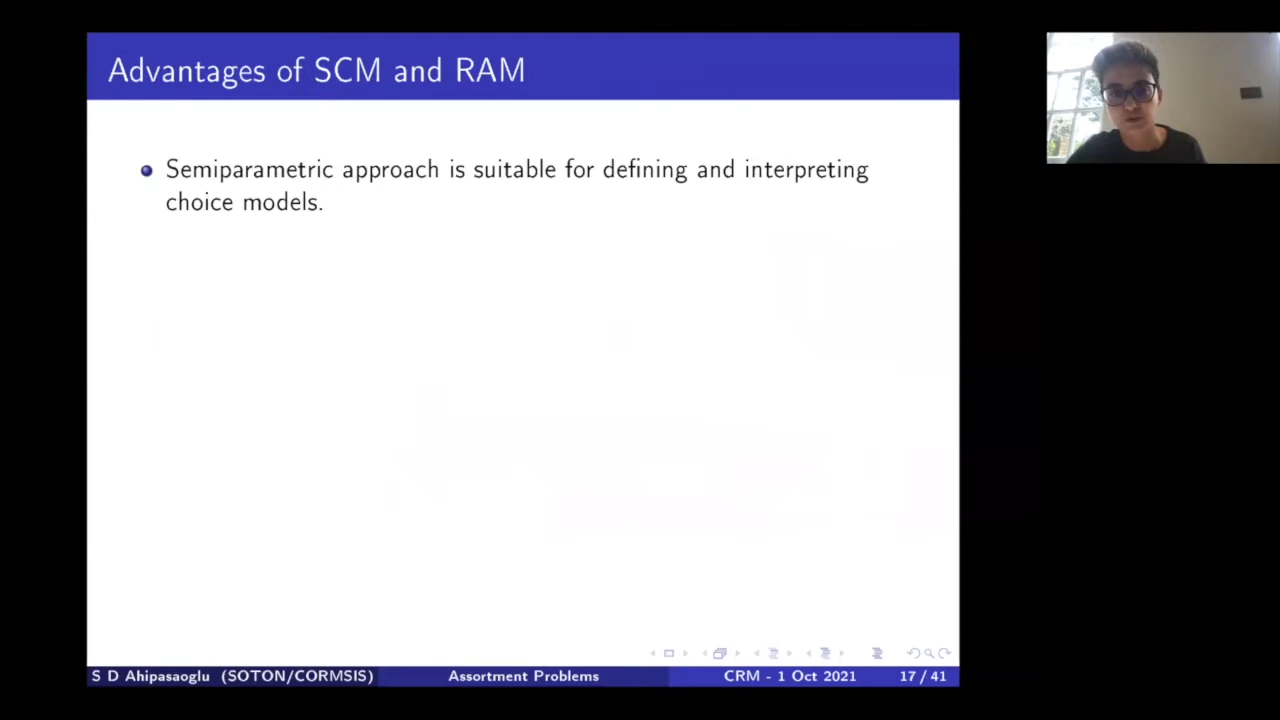 Advantages of SCM and RAM
Semiparametric approach is suitable for defining and interpreting
choice models.
S D Ahipasaoglu (SOTON/CORMSIS)
Assortment Problems
CRM - 1 Oct 2021
17 / 41